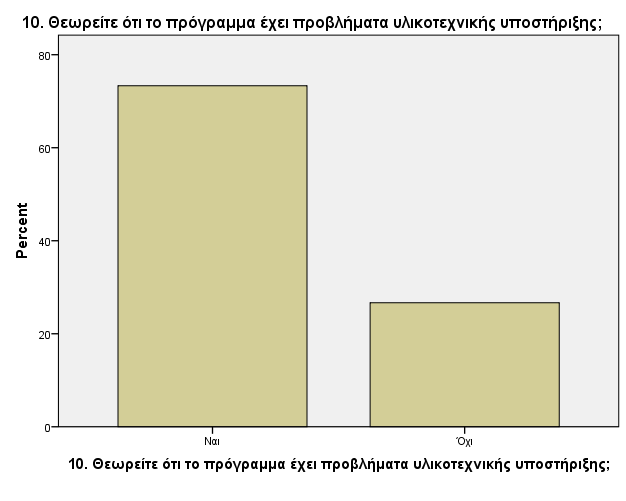 10. Θεωρείτε ότι το πρόγραμμα έχει προβλήματα υλικοτεχνικής υποστήριξης;
80
60
40
20
0
Percent
Ναι
Όχι
10. Θεωρείτε ότι το πρόγραμμα έχει προβλήματα υλικοτεχνικής υποστήριξης;